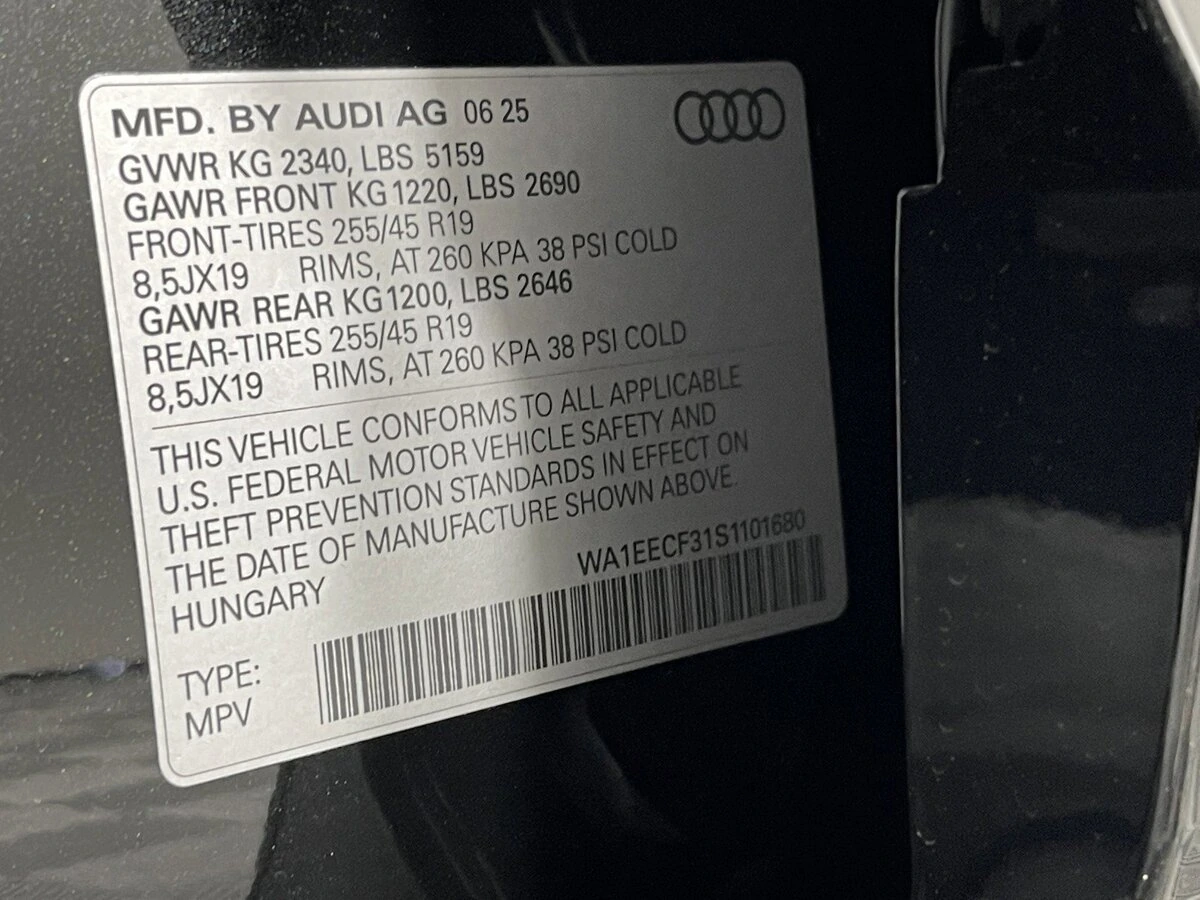 MFD. BY AUDI AG 06 25
GVWR KG 2340, LBS 5159
GAWR FRONT KG 1220, LBS 2690
FRONT-TIRES 255/45 R19
8,5JX19 RIMS, AT 260 KPA 38 PSI COLD
GAWR REAR KG 1200, LBS 2646
REAR-TIRES 255/45 R19
8,5JX19 RIMS, AT 260 KPA 38 PSI COLD
THIS VEHICLE CONFORMS TO ALL APPLICABLE
U.S. FEDERAL MOTOR VEHICLE SAFETY AND
THEFT PREVENTION STANDARDS IN EFFECT ON
THE DATE OF MANUFACTURE SHOWN ABOVE.
HUNGARY
WA1EECF31S1101680
TYPE:
MPV